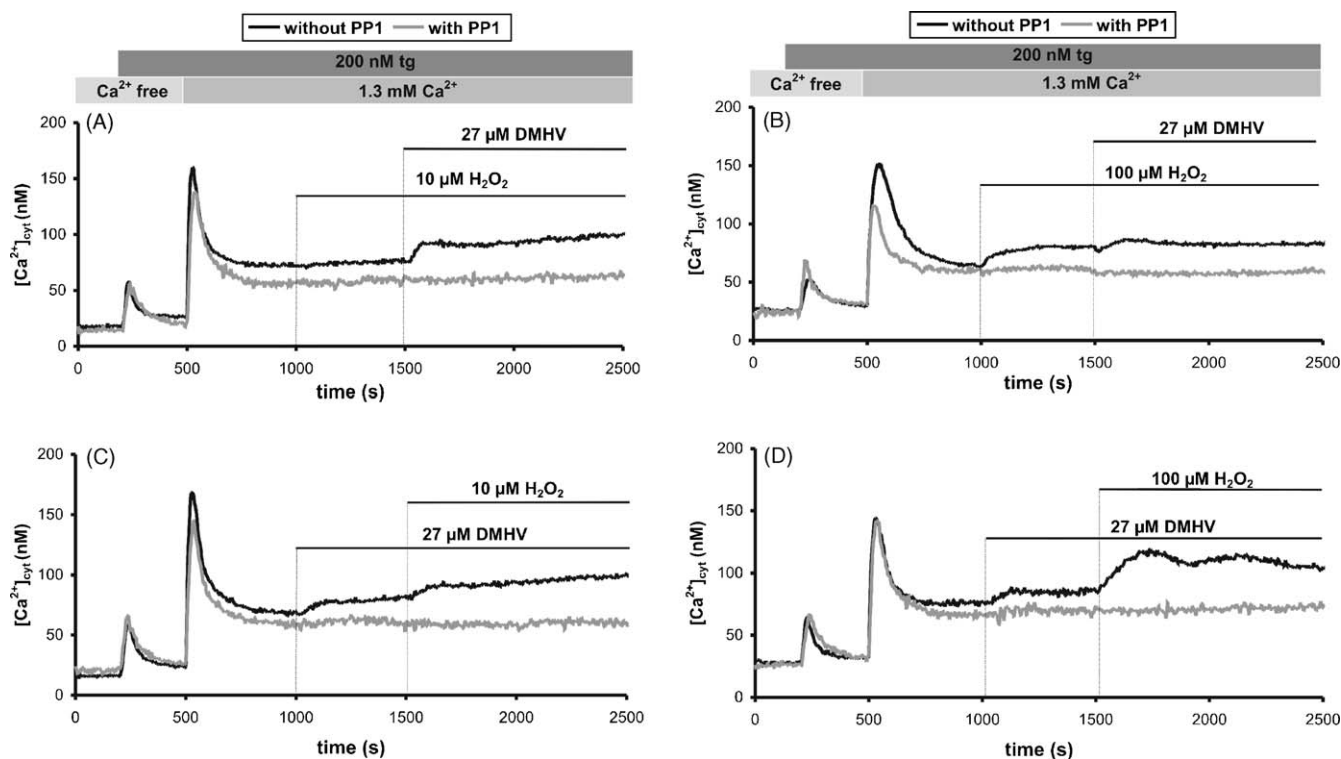 without PP1 with PP1
200 nM tg
Ca²⁺ free 1.3 mM Ca²⁺
(A)
27 µM DMHV
10 µM H₂O₂
[Ca²⁺]cyt (nM)
200
150
100
50
0
0 500 1000 1500 2000 2500
time (s)
without PP1 with PP1
200 nM tg
Ca²⁺ free 1.3 mM Ca²⁺
(B)
27 µM DMHV
100 µM H₂O₂
[Ca²⁺]cyt (nM)
200
150
100
50
0
0 500 1000 1500 2000 2500
time (s)
(C)
10 µM H₂O₂
27 µM DMHV
[Ca²⁺]cyt (nM)
200
150
100
50
0
0 500 1000 1500 2000 2500
time (s)
(D)
100 µM H₂O₂
27 µM DMHV
[Ca²⁺]cyt (nM)
200
150
100
50
0
0 500 1000 1500 2000 2500
time (s)